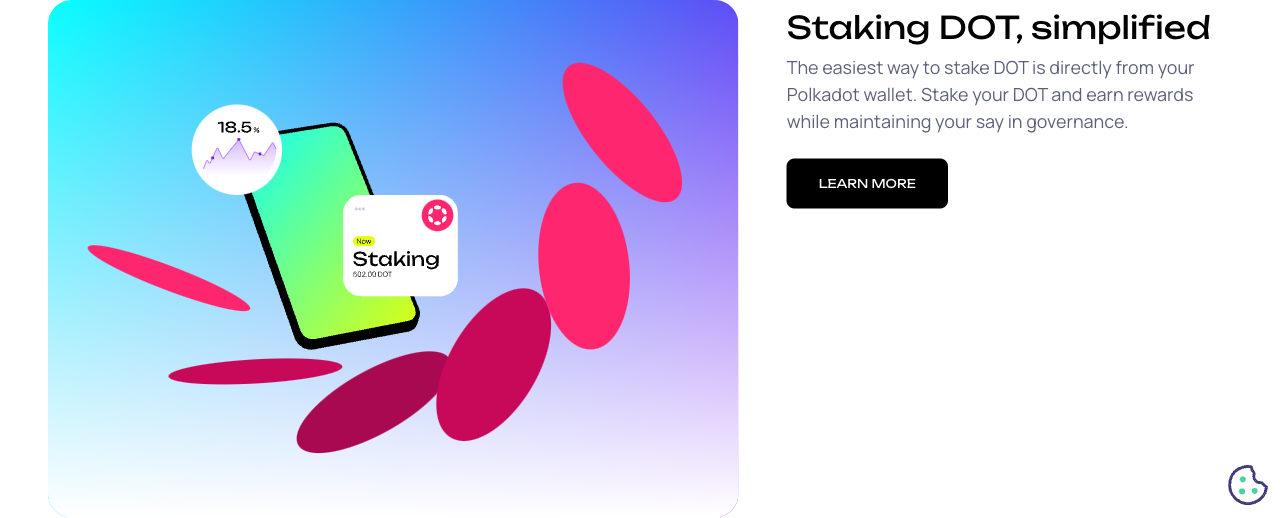 Staking DOT, simplified
The easiest way to stake DOT is directly from your
Polkadot wallet. Stake your DOT and earn rewards
while maintaining your say in governance.
LEARN MORE
18.5 %
Now
Staking
502.00 DOT